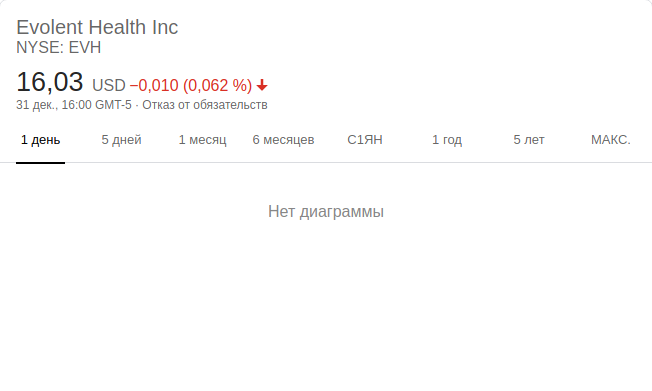 Evolent Health Inc
NYSE: EVH
16,03 USD −0,010 (0,062 %)
31 дек., 16:00 GMT-5 · Отказ от обязательств
1 день 5 дней 1 месяц 6 месяцев С1ЯН 1 год 5 лет МАКС.
Нет диаграммы